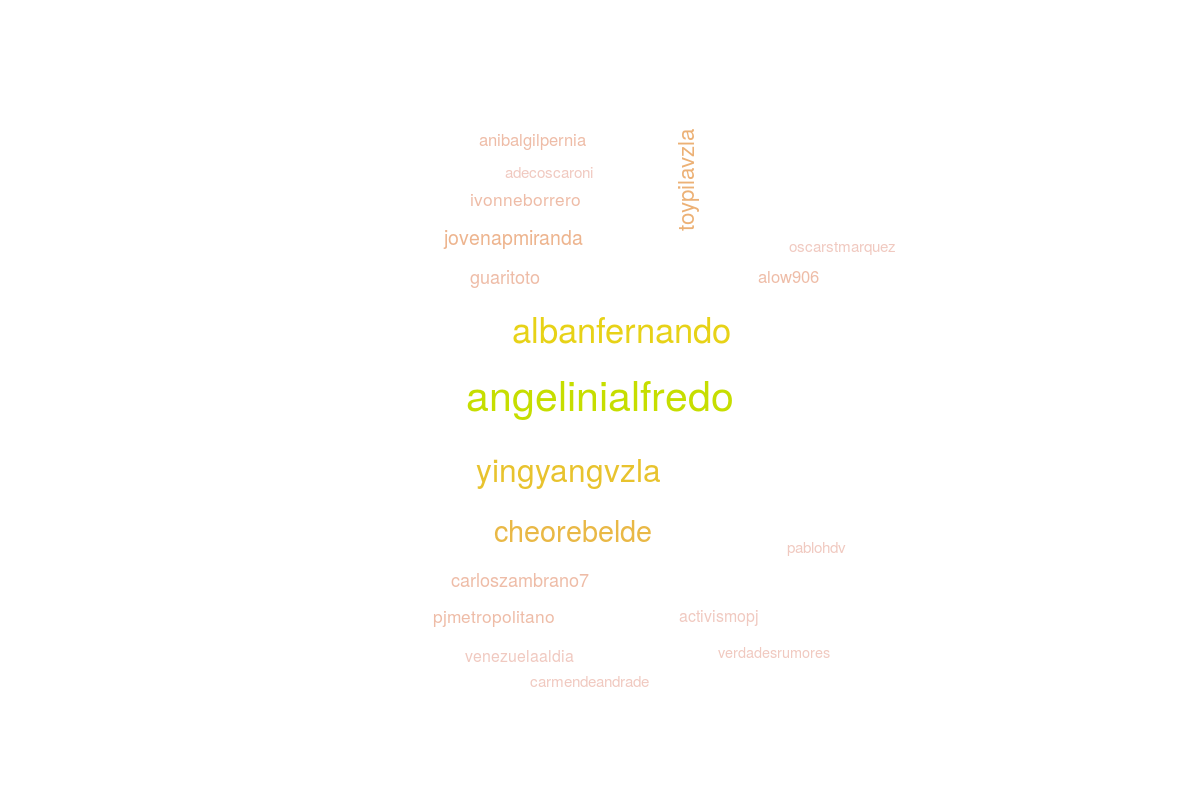 anibalgilpernia
toypilavzla
adecoscaroni
ivonneborrero
jovenapmiranda
oscarstmarquez
guaritoto
alow906
albanfernando
angelinialfredo
yingyangvzla
cheorebelde
pablohdv
carloszambrano7
pjmetropolitano
activismopj
venezuelaaldia
verdadesrumores
carmendeandrade